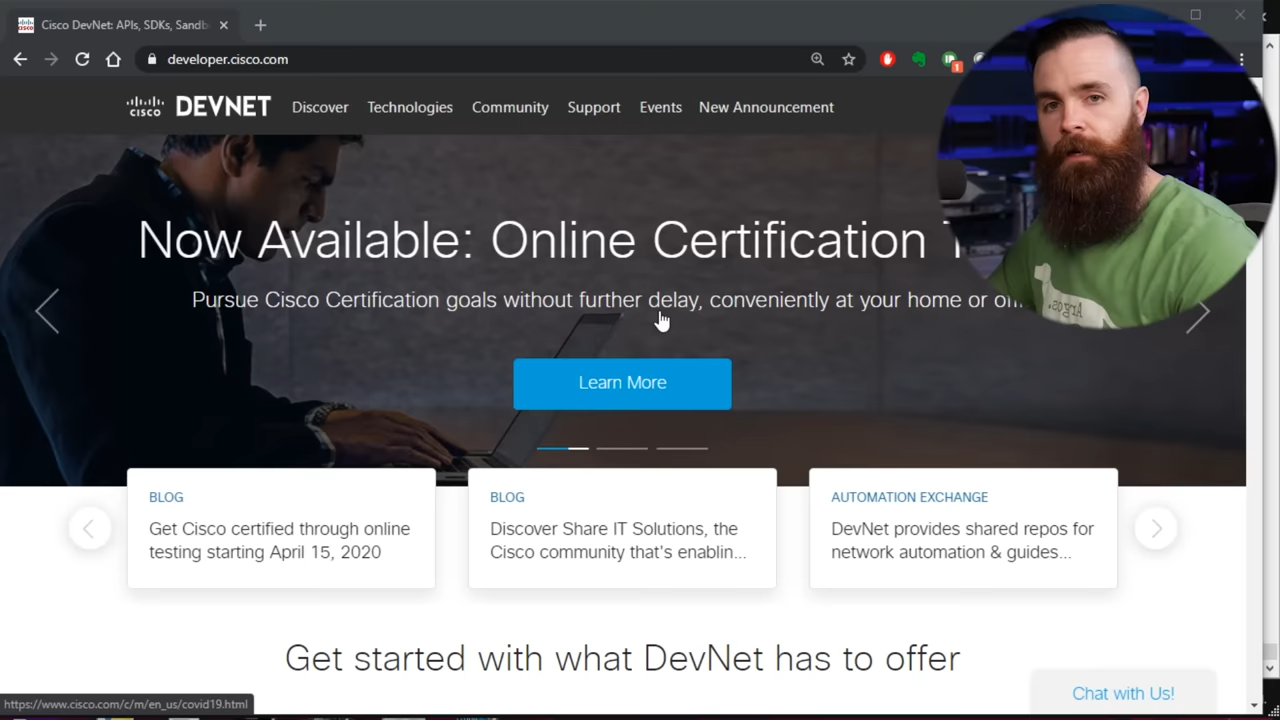 Cisco DevNet: APIs, SDKs, Sandb
developer.cisco.com
1
CISCO DEVNET Discover Technologies Community Support Events New Announcement
Now Available: Online Certification T
Pursue Cisco Certification goals without further delay, conveniently at your home or
Argos.
Learn More
BLOG
Get Cisco certified through online
testing starting April 15, 2020
BLOG
Discover Share IT Solutions, the
Cisco community that's enablin...
AUTOMATION EXCHANGE
DevNet provides shared repos for
network automation & guides...
Get started with what DevNet has to offer
Chat with Us!
https://www.cisco.com/c/m/en_us/covid19.html